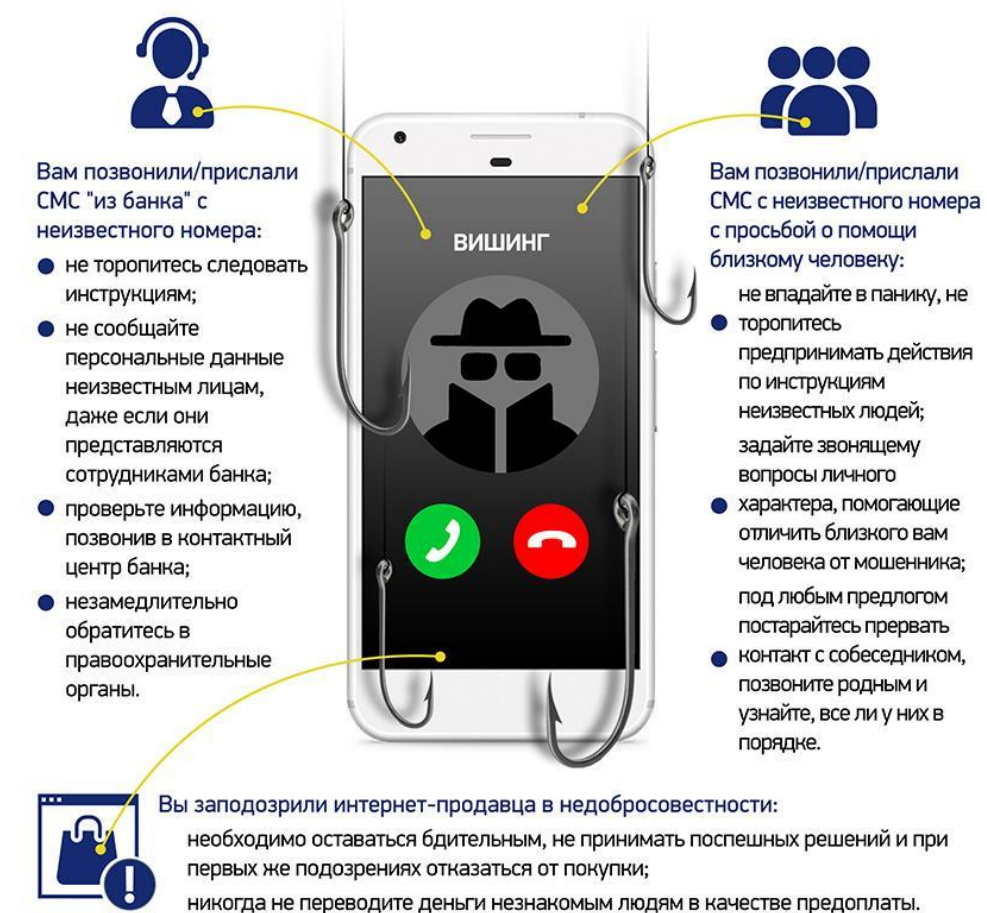 Вам позвонили/прислали
СМС "из банка" с
неизвестного номера:
не торопитесь следовать
инструкциям;
не сообщайте
персональные данные
неизвестным лицам,
даже если они
представляются
сотрудниками банка;
проверьте информацию,
позвонив в контактный
центр банка;
незамедлительно
обратитесь в
правоохранительные
органы.
ВИШИНГ
Вам позвонили/прислали
СМС с неизвестного номера
с просьбой о помощи
близкому человеку:
не впадайте в панику, не
торопитесь
предпринимать действия
по инструкциям
неизвестных людей;
задайте звонящему
вопросы личного
характера, помогающие
отличить близкого вам
человека от мошенника;
под любым предлогом
постарайтесь прервать
контакт с собеседником,
позвоните родным и
узнайте, все ли у них в
порядке.
Вы заподозрили интернет-продавца в недобросовестности:
необходимо оставаться бдительным, не принимать поспешных решений и при
первых же подозрениях отказаться от покупки;
никогда не переводите деньги незнакомым людям в качестве предоплаты.